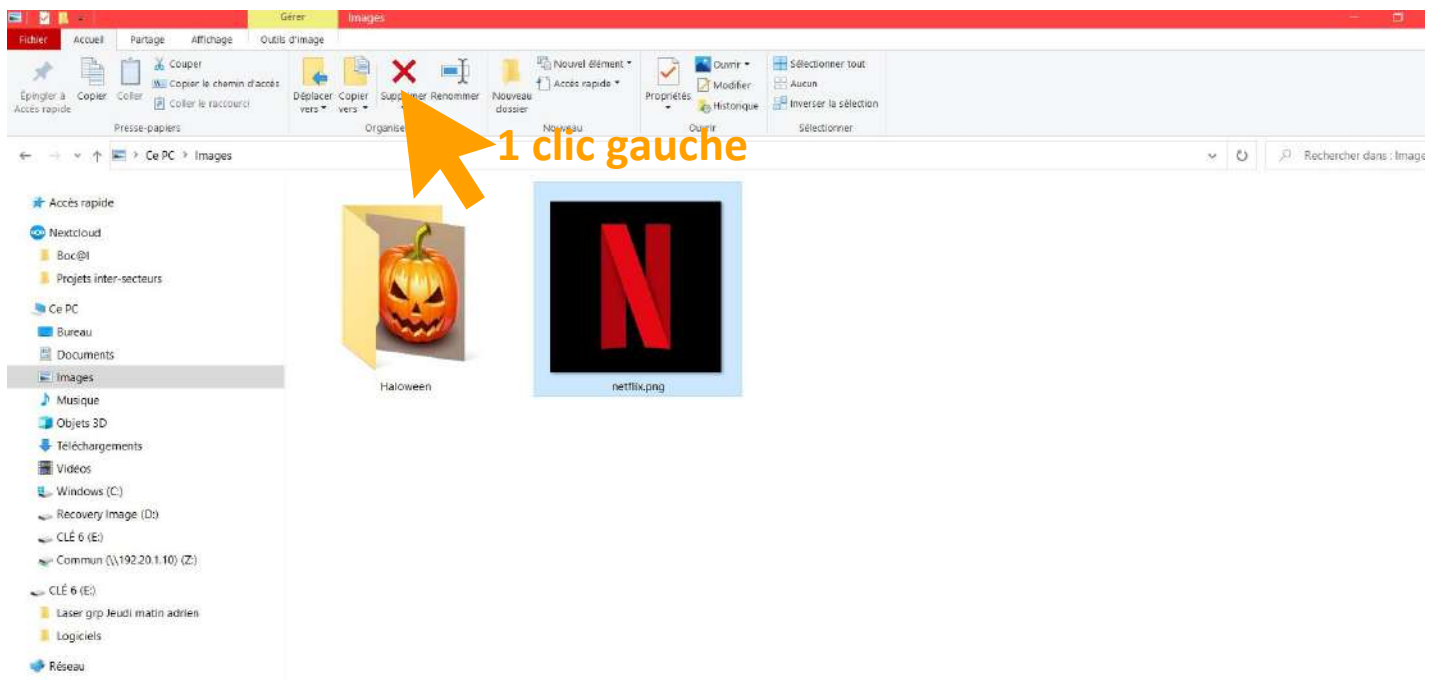 Gérer Images
Fichier Accueil Partage Affichage Outils d'image
Épingler à Accès rapide
Copier
Coller
Couper
Copier le chemin d'accès
Coller le raccourci
Déplacer vers
Copier vers
Supprimer
Renommer
Nouveau dossier
Nouvel élément
Accès rapide
Propriétés
Ouvrir
Modifier
Historique
Sélectionner tout
Aucun
Inverser la sélection
Presse-papiers Organise Nouveau Ouvrir Sélectionner
1 clic gauche
Ce PC > Images
Rechercher dans : Image
Accès rapide
Nextcloud
Boc@l
Projets inter-secteurs
Ce PC
Bureau
Documents
Images
Musique
Objets 3D
Téléchargements
Vidéos
Windows (C:)
Recovery Image (D:)
CLÉ 6 (E:)
Commun (\\192.20.1.10) (Z:)
CLÉ 6 (E:)
Laser grp Jeudi matin adrien
Logiciels
Réseau
Haloween
netflix.png